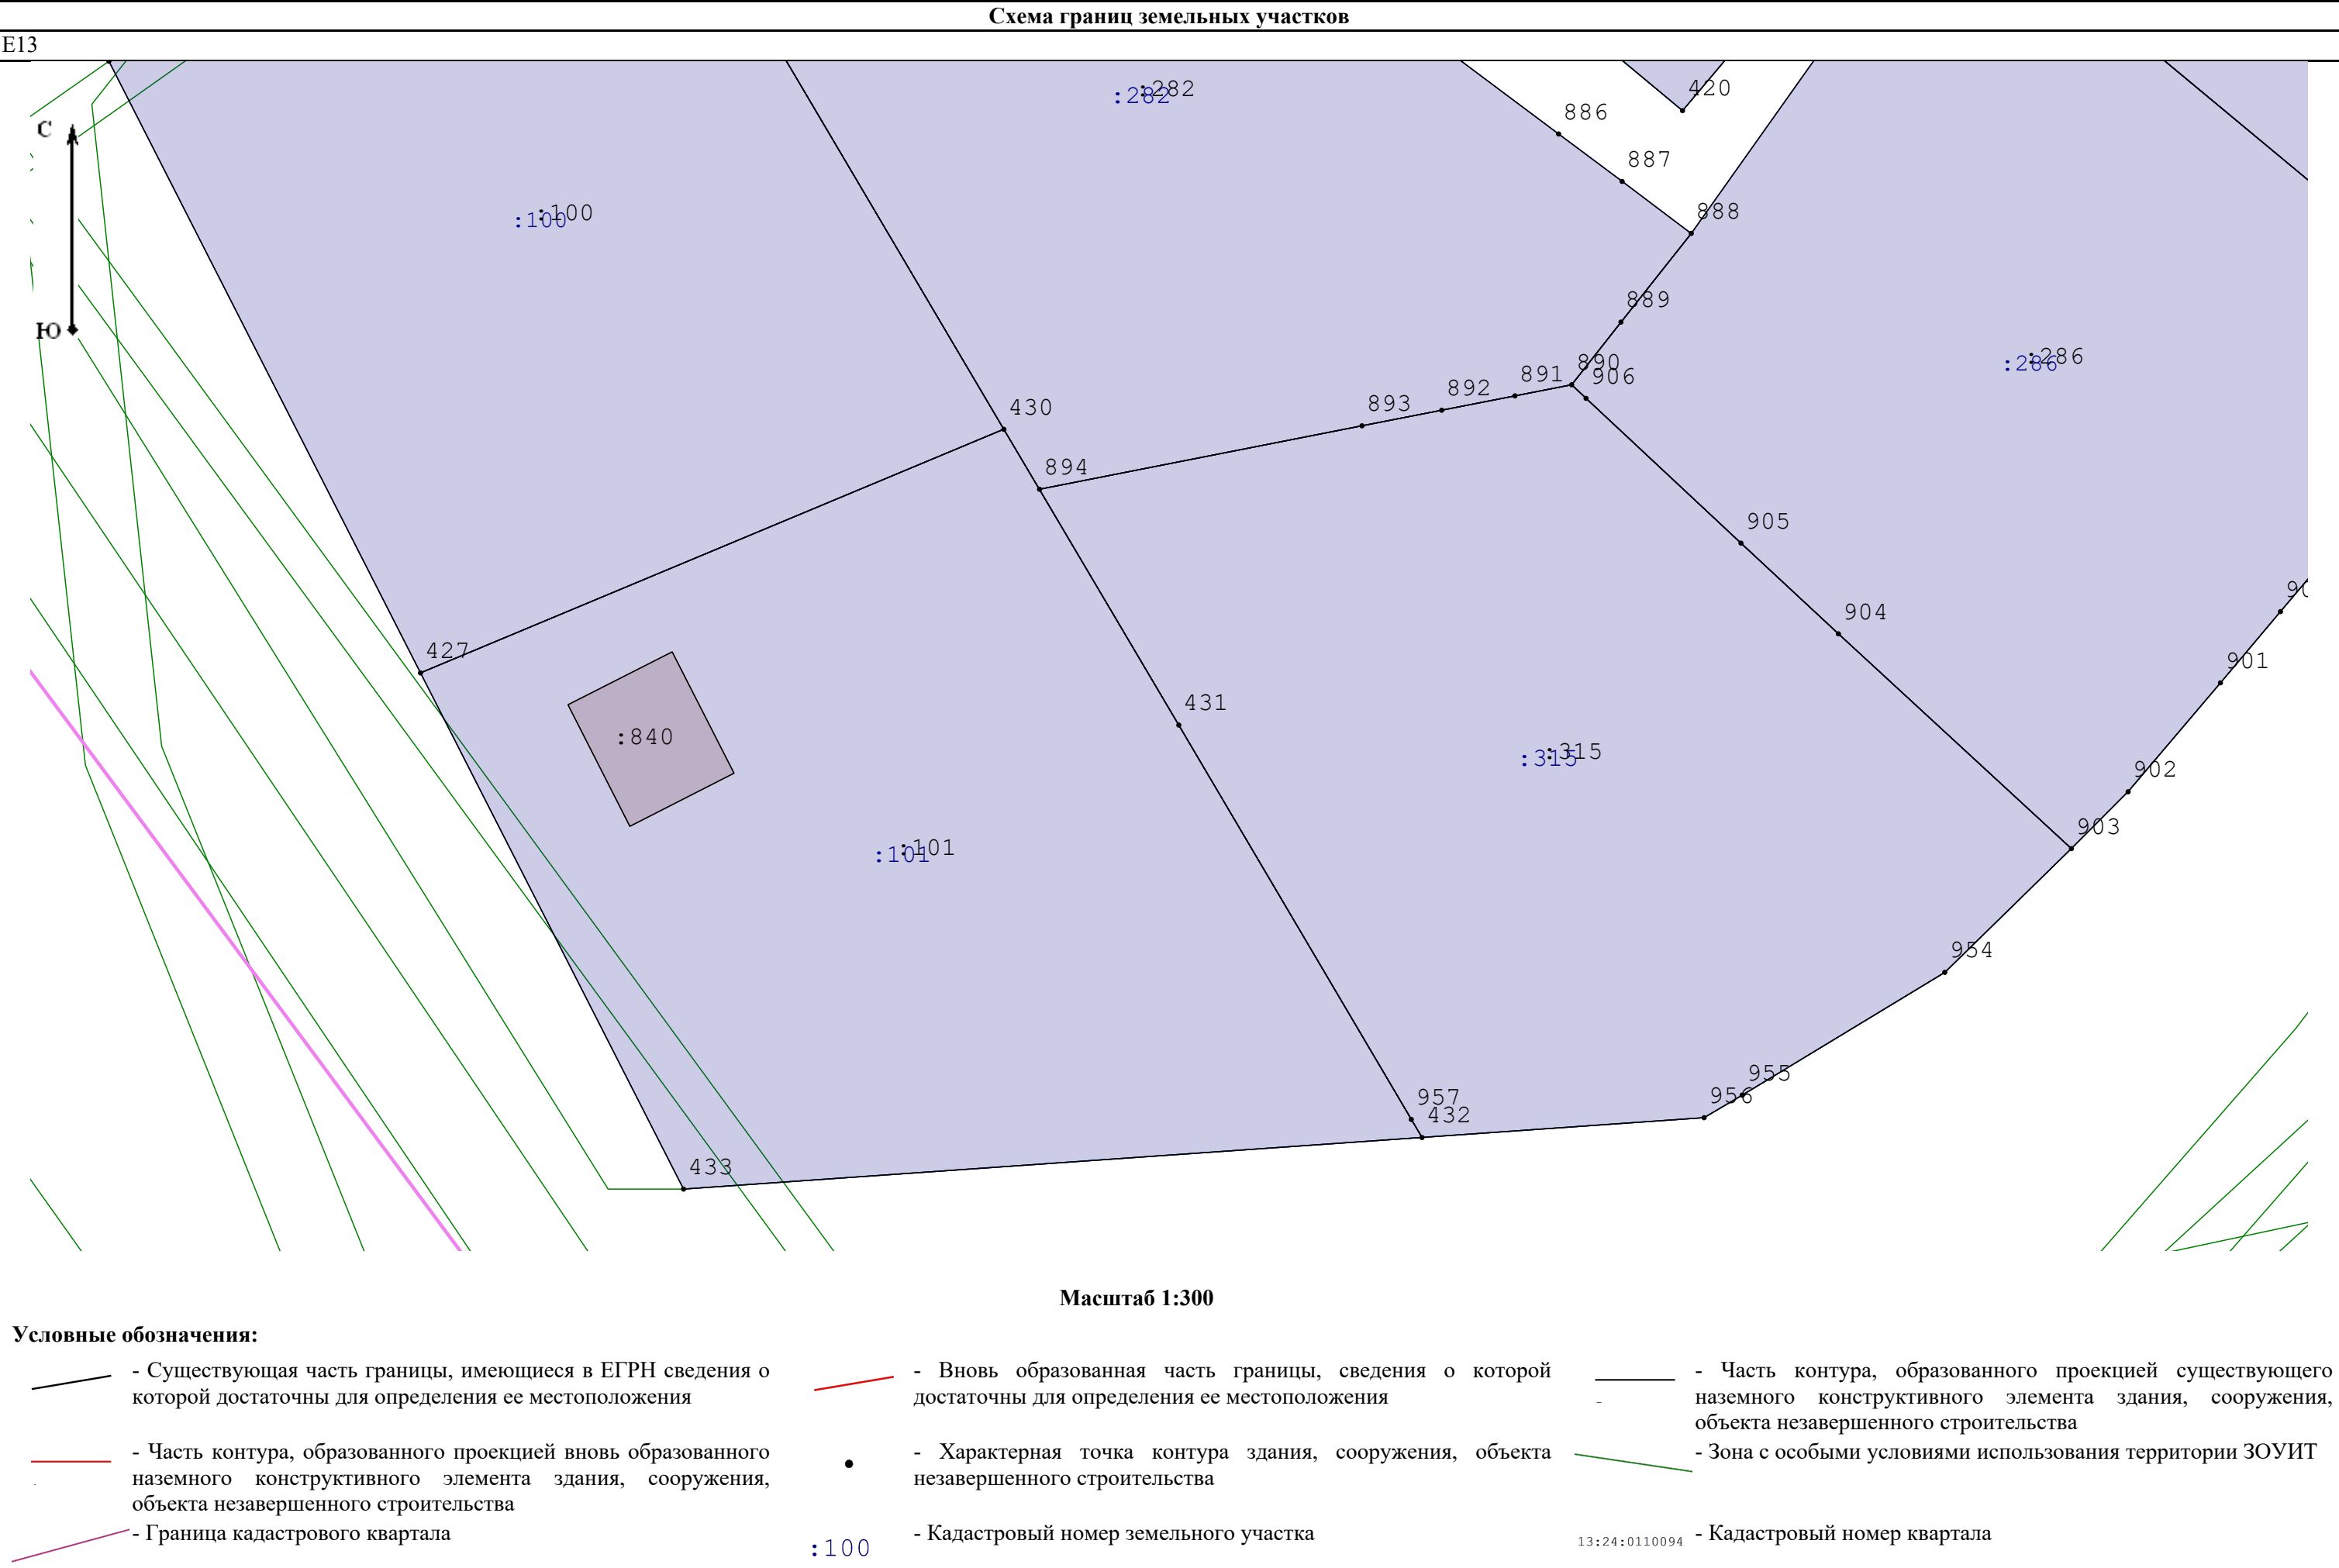 Схема границ земельных участков
Е13
:282
:282
420
886
С
887
:100
:100
888
889
Ю
:286
:286
890
891
906
892
893
430
894
905
904
427
901
431
:840
:315
:315
902
903
:101
:101
954
955
956
957
432
433
Масштаб 1:300
Условные обозначения:
- Существующая часть границы, имеющиеся в ЕГРН сведения о
которой достаточны для определения ее местоположения
- Вновь образованная часть границы, сведения о которой
достаточны для определения ее местоположения
- Часть контура, образованного проекцией существующего
наземного конструктивного элемента здания, сооружения,
объекта незавершенного строительства
- Часть контура, образованного проекцией вновь образованного
наземного конструктивного элемента здания, сооружения,
объекта незавершенного строительства
- Характерная точка контура здания, сооружения, объекта
незавершенного строительства
- Зона с особыми условиями использования территории ЗОУИТ
- Граница кадастрового квартала
:100
- Кадастровый номер земельного участка
13:24:0110094
- Кадастровый номер квартала